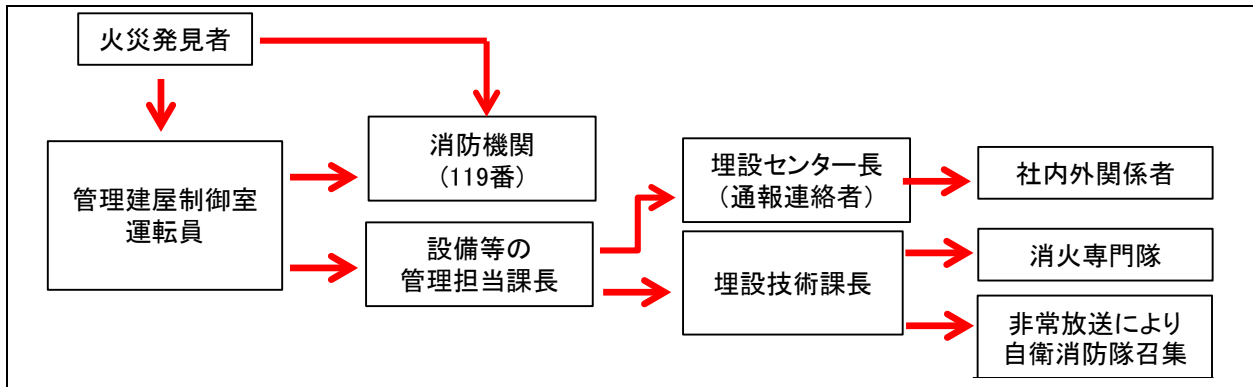 火災発見者
管理建屋制御室
運転員
消防機関
(119番)
設備等の
管理担当課長
埋設センター長
(通報連絡者)
埋設技術課長
社内外関係者
消火専門隊
非常放送により
自衛消防隊召集